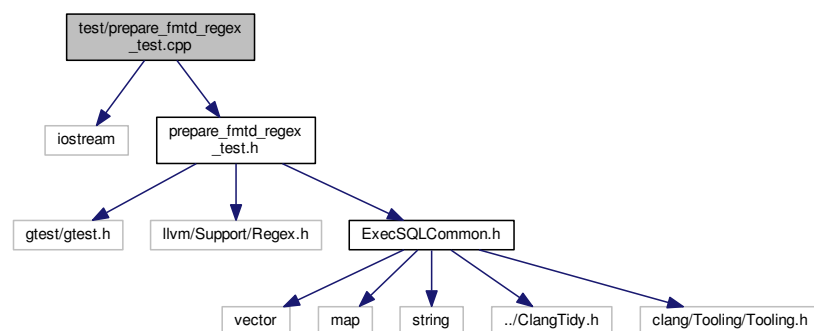 test/prepare_fmtd_regex
_test.cpp
iostream
prepare_fmtd_regex
_test.h
gtest/gtest.h
llvm/Support/Regex.h
ExecSQLCommon.h
vector
map
string
../ClangTidy.h
clang/Tooling/Tooling.h